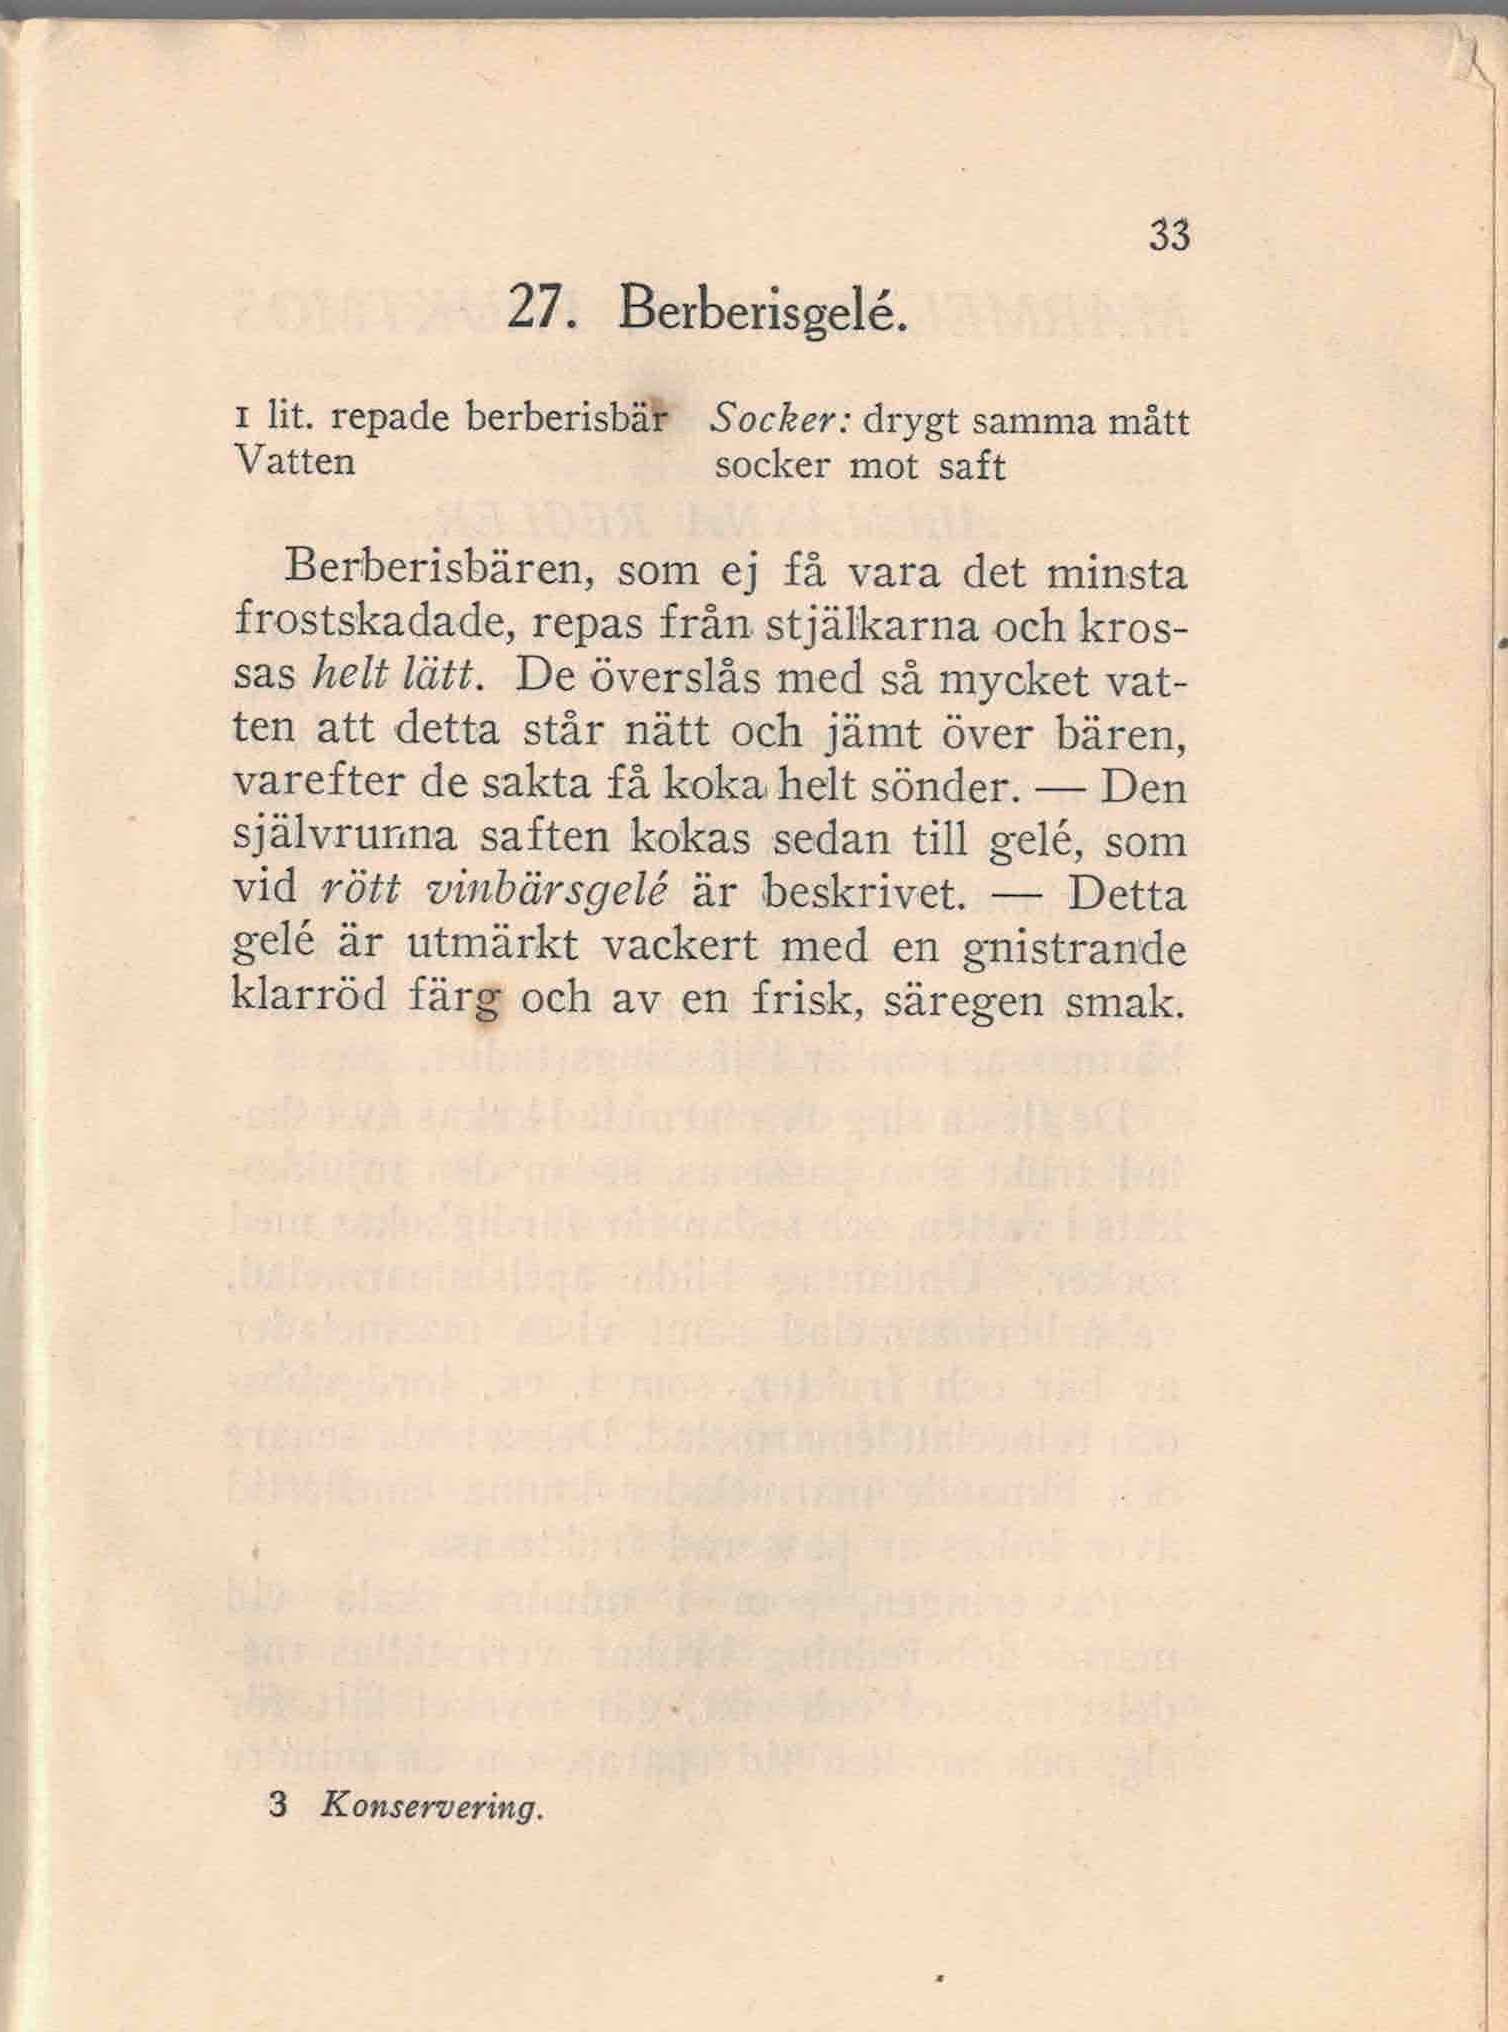 33
27. Berberisgelé.
1 lit. repade berberisbär
Vatten
Socker: drygt samma mått
socker mot saft
Berberisbären, som ej få vara det minsta
frostskadade, repas från stjälkarna och kros-
sas helt lätt. De överslås med så mycket vat-
ten att detta står nätt och jämt över bären,
varefter de sakta få koka helt sönder. — Den
självrunna saften kokas sedan till gelé, som
vid rött vinbärsgelé är beskrivet. — Detta
gelé är utmärkt vackert med en gnistrande
klarröd färg och av en frisk, säregen smak.
3 Konservering.